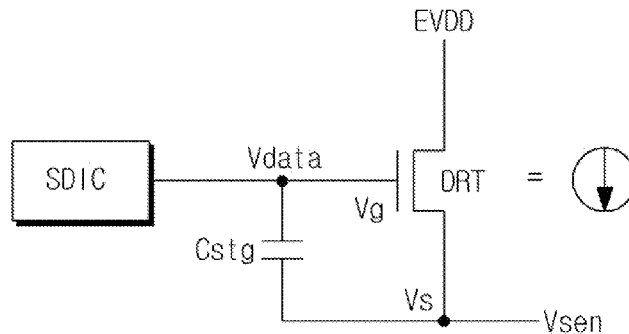 EVDD
SDIC
Vdata
Vg
DRT =
Cstg
Vs
Vsen